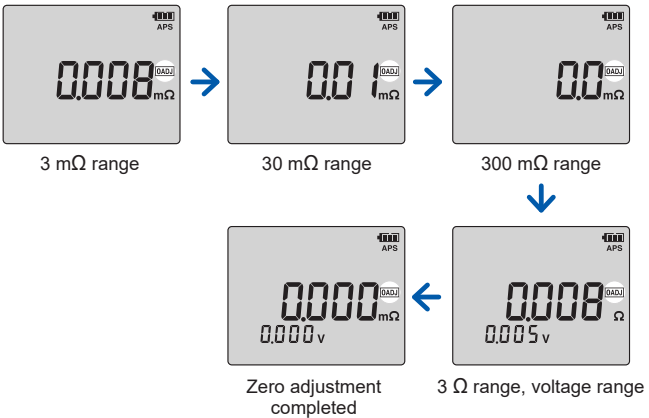 APS
0.008
0ADJ
mΩ
3 mΩ range
APS
0.01
0ADJ
mΩ
30 mΩ range
APS
0.0
0ADJ
mΩ
300 mΩ range
APS
0.008
0ADJ
Ω
0.005 v
3 Ω range, voltage range
APS
0.000
0ADJ
mΩ
0.000 v
Zero adjustment
completed